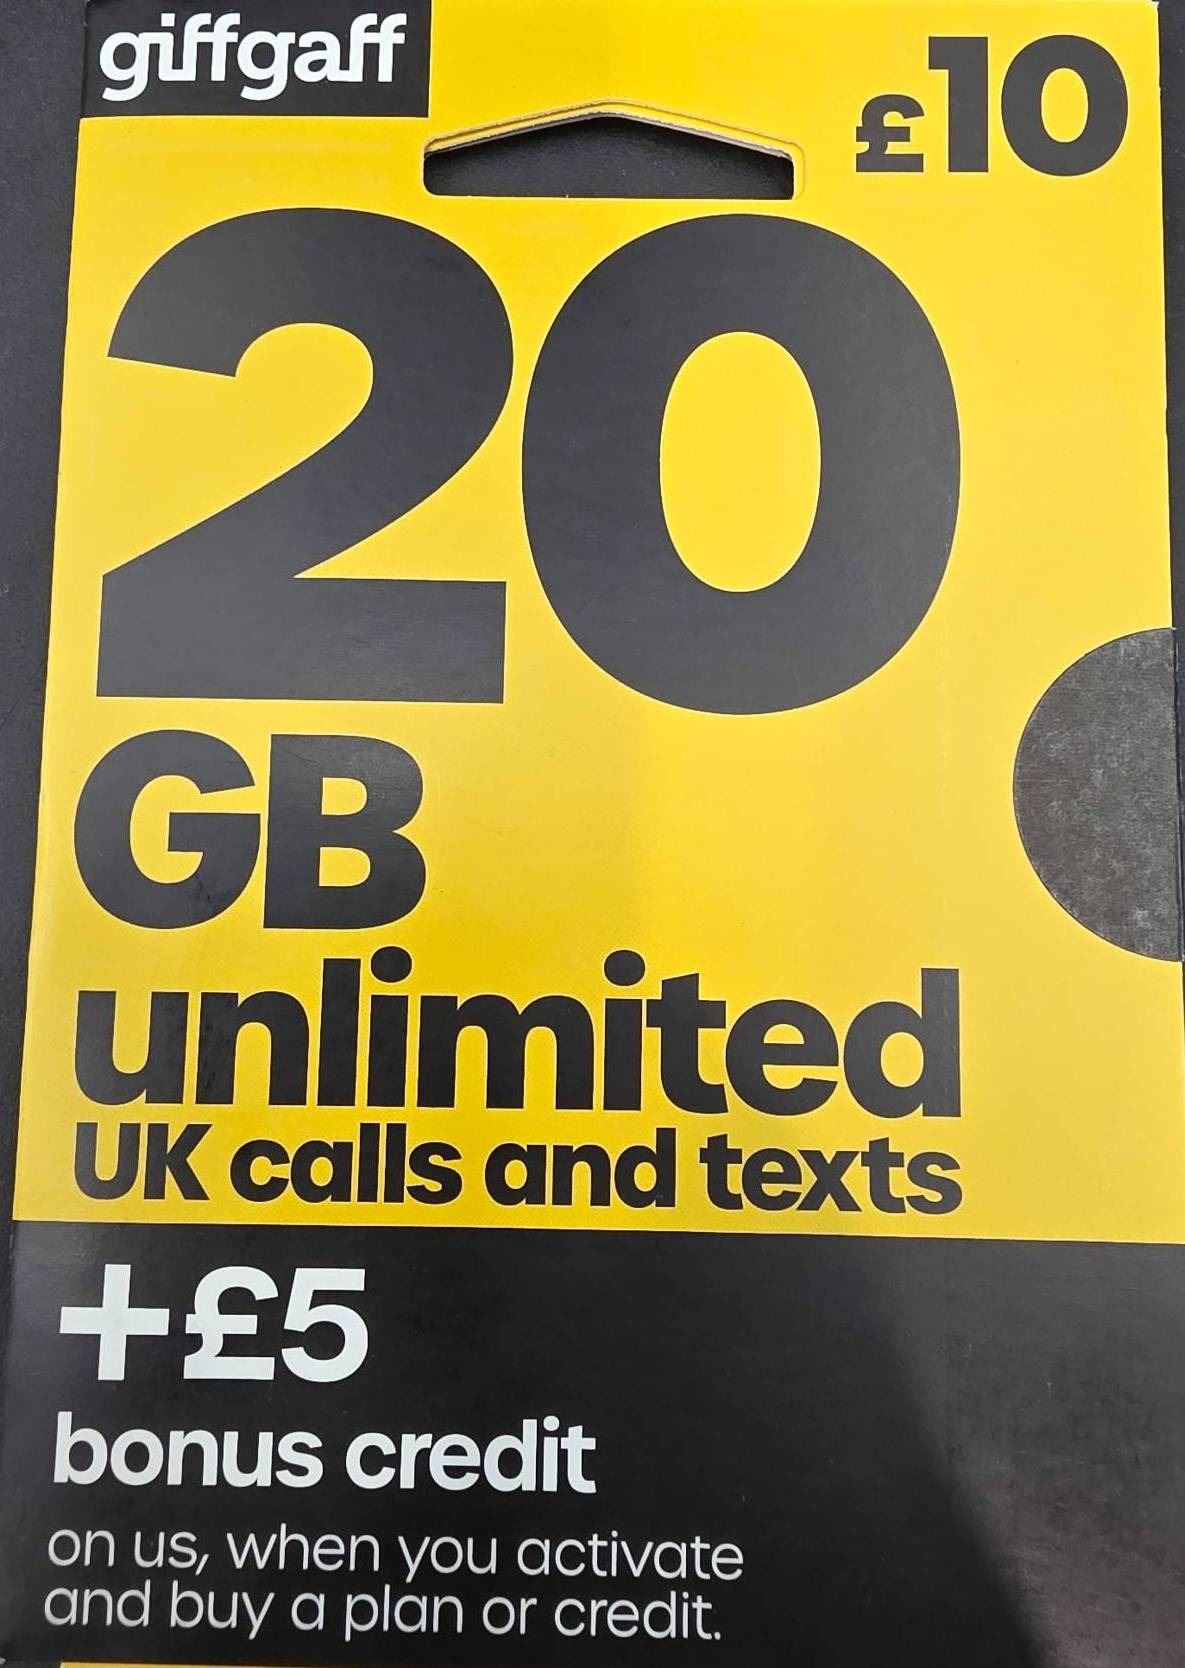 giffgaff
£10
20
GB
unlimited
UK calls and texts
+£5
bonus credit
on us, when you activate
and buy a plan or credit.